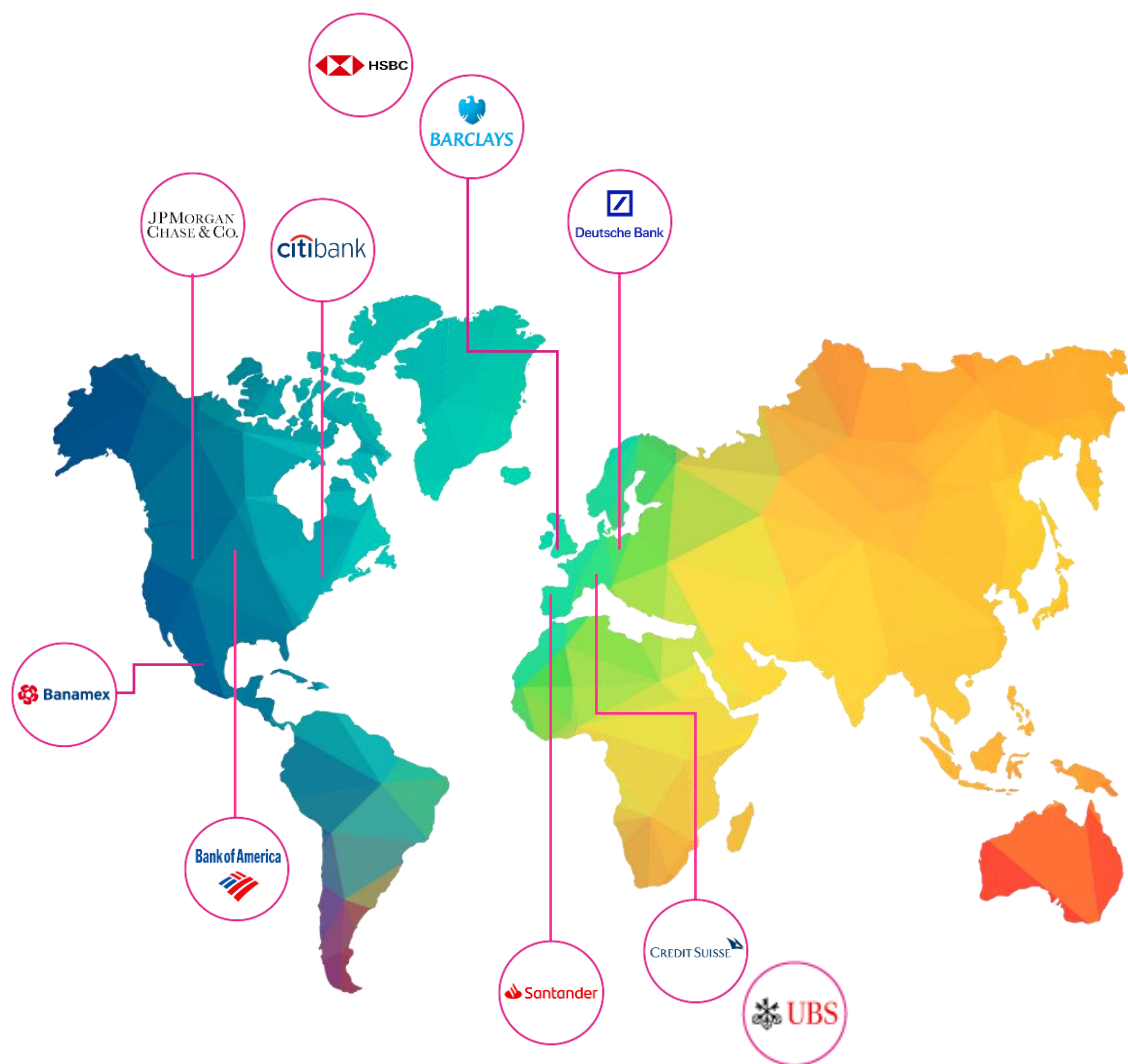 HSBC
BARCLAYS
JPMORGAN
CHASE & CO.
citibank
Deutsche Bank
Banamex
Bank of America
Santander
CREDIT SUISSE
UBS